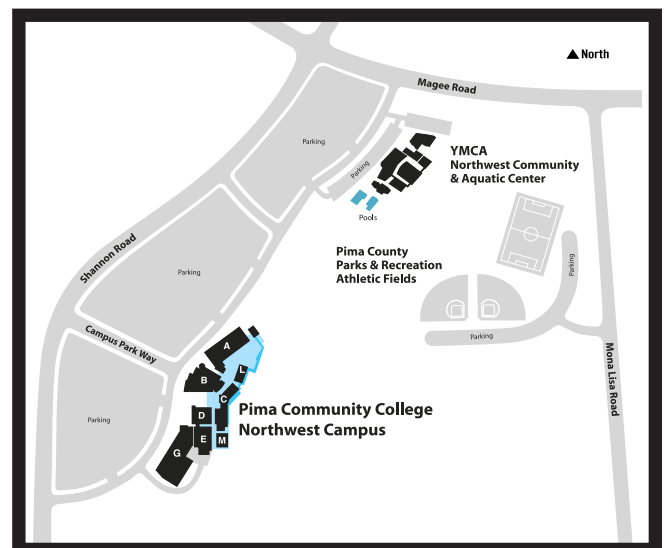 North
Magee Road
Parking
YMCA
Northwest Community
& Aquatic Center
Parking
Pools
Shannon Road
Pima County
Parks & Recreation
Athletic Fields
Parking
Parking
Parking
Campus Park Way
Mona Lisa Road
A
L
B
C
Pima Community College
Northwest Campus
D
E
M
G
Parking